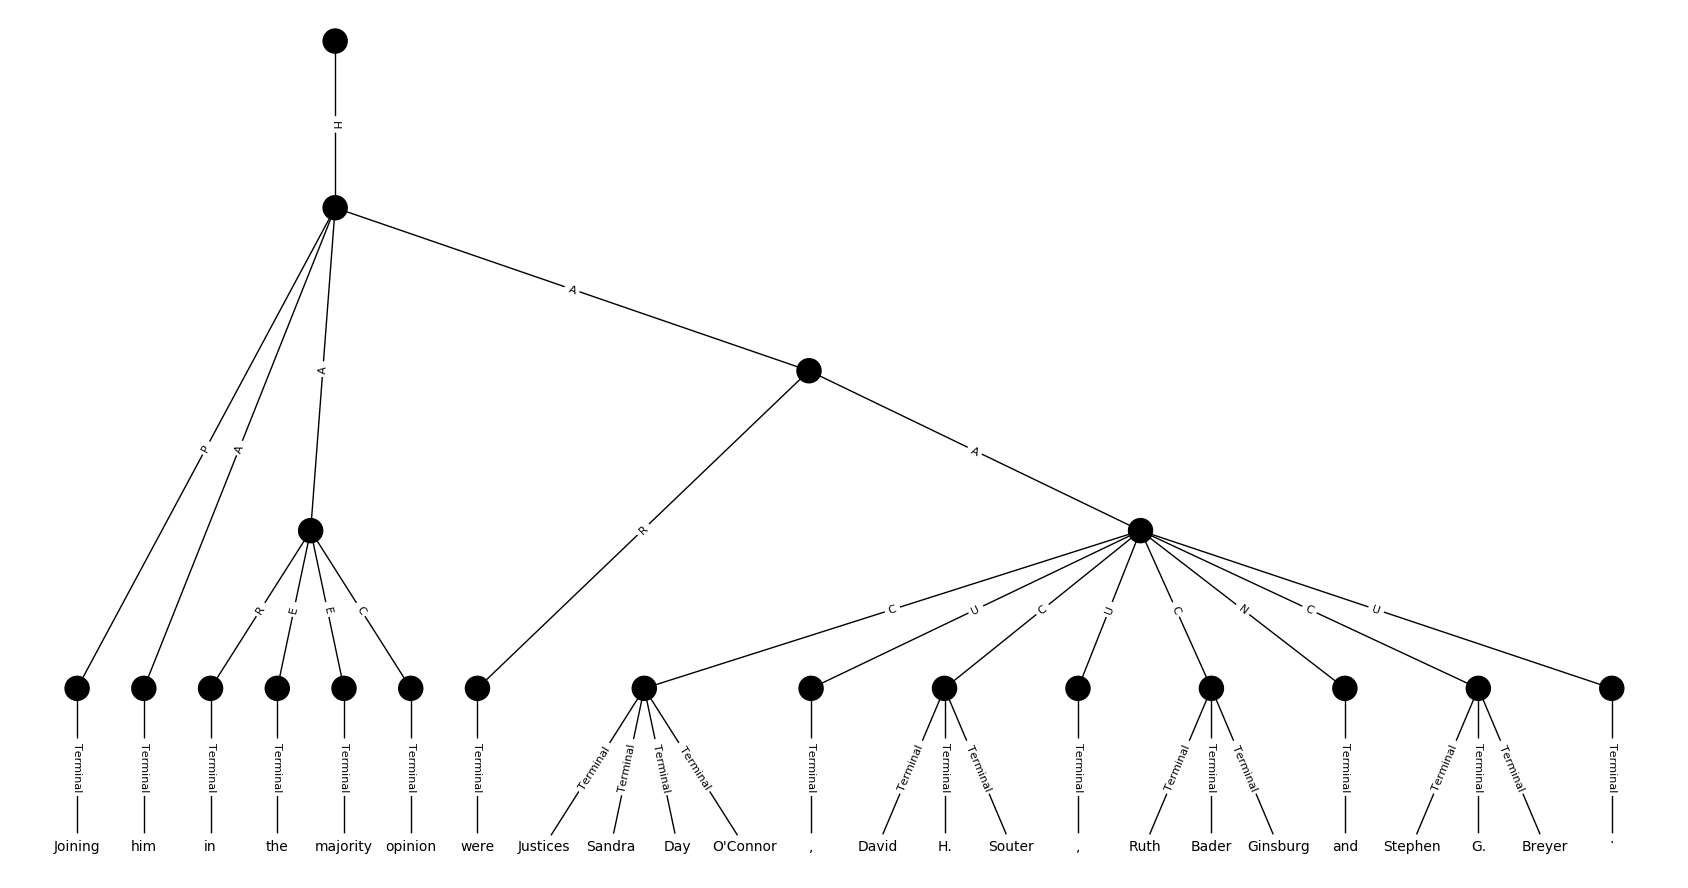 H
A
A
P
A
A
R
R
E
E
C
C
U
C
U
C
N
C
U
Terminal Terminal Terminal Terminal Terminal Terminal Terminal Terminal Terminal Terminal Terminal Terminal Terminal Terminal Terminal Terminal Terminal Terminal Terminal Terminal Terminal Terminal Terminal Terminal
Joining him in the majority opinion were Justices Sandra Day O'Connor , David H. Souter , Ruth Bader Ginsburg and Stephen G. Breyer .